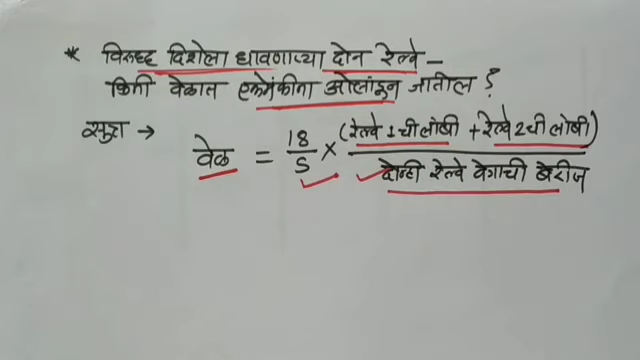 * विरुध्द दिशेला धावणाऱ्या दोन रेल्वे –
किती वेळात एकमेकींना ओलांडून जातील ?
सुत्र → वेळ = 18/5 × (रेल्वे 1 ची लांबी + रेल्वे 2 ची लांबी)
दोन्ही रेल्वे वेगाची बेरीज